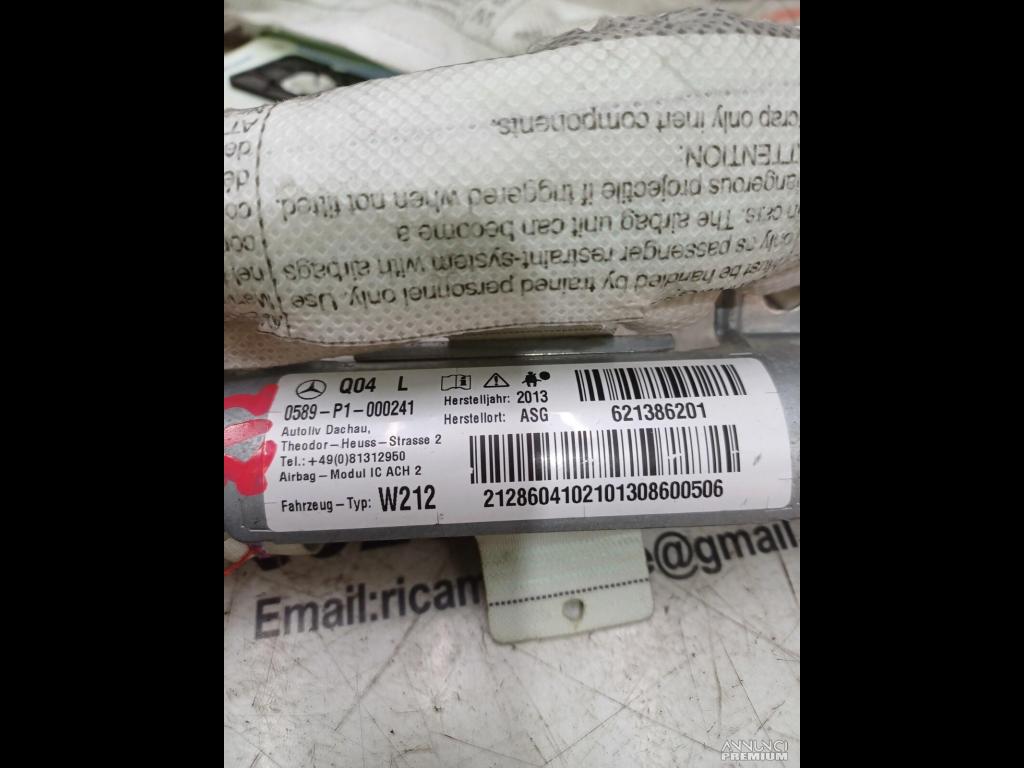 Must be handled by trained personnel only. Use
only as passenger restraint-system with airbags
in cars. The airbag unit can become a
dangerous projectile if triggered when not fitted.
ATTENTION.
Scrap only inert components.
Q04 L
0589-P1-000241
Autoliv Dachau,
Theodor-Heuss-Strasse 2
Tel.:+49(0)81312950
Airbag-Modul IC ACH 2
Fahrzeug-Typ: W212
Herstelljahr: 2013
Herstellort: ASG
621386201
2128604102101308600506
Email:ricam e@gmail.
ANNUNCI
PREMIUM